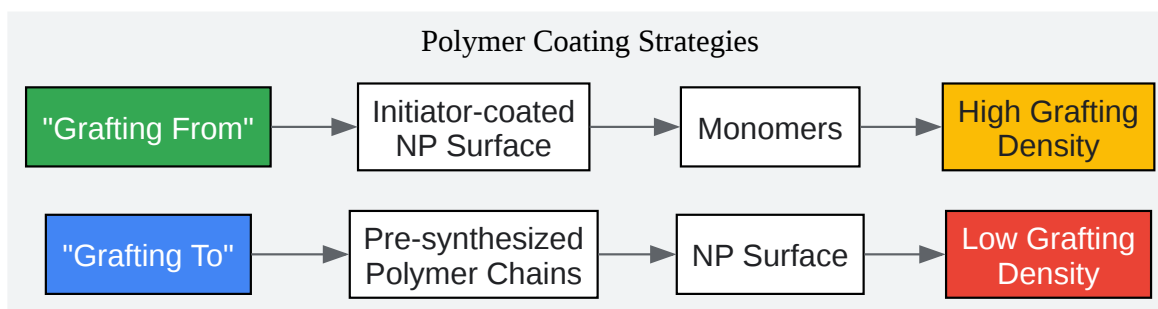 Polymer Coating Strategies
"Grafting From"
Initiator-coated
NP Surface
Monomers
High Grafting
Density
"Grafting To"
Pre-synthesized
Polymer Chains
NP Surface
Low Grafting
Density